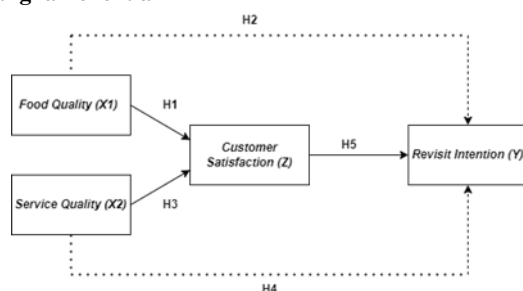 H2
Food Quality (X1)
H1
Customer
Satisfaction (Z)
H5
Revisit Intention (Y)
Service Quality (X2)
H3
H4